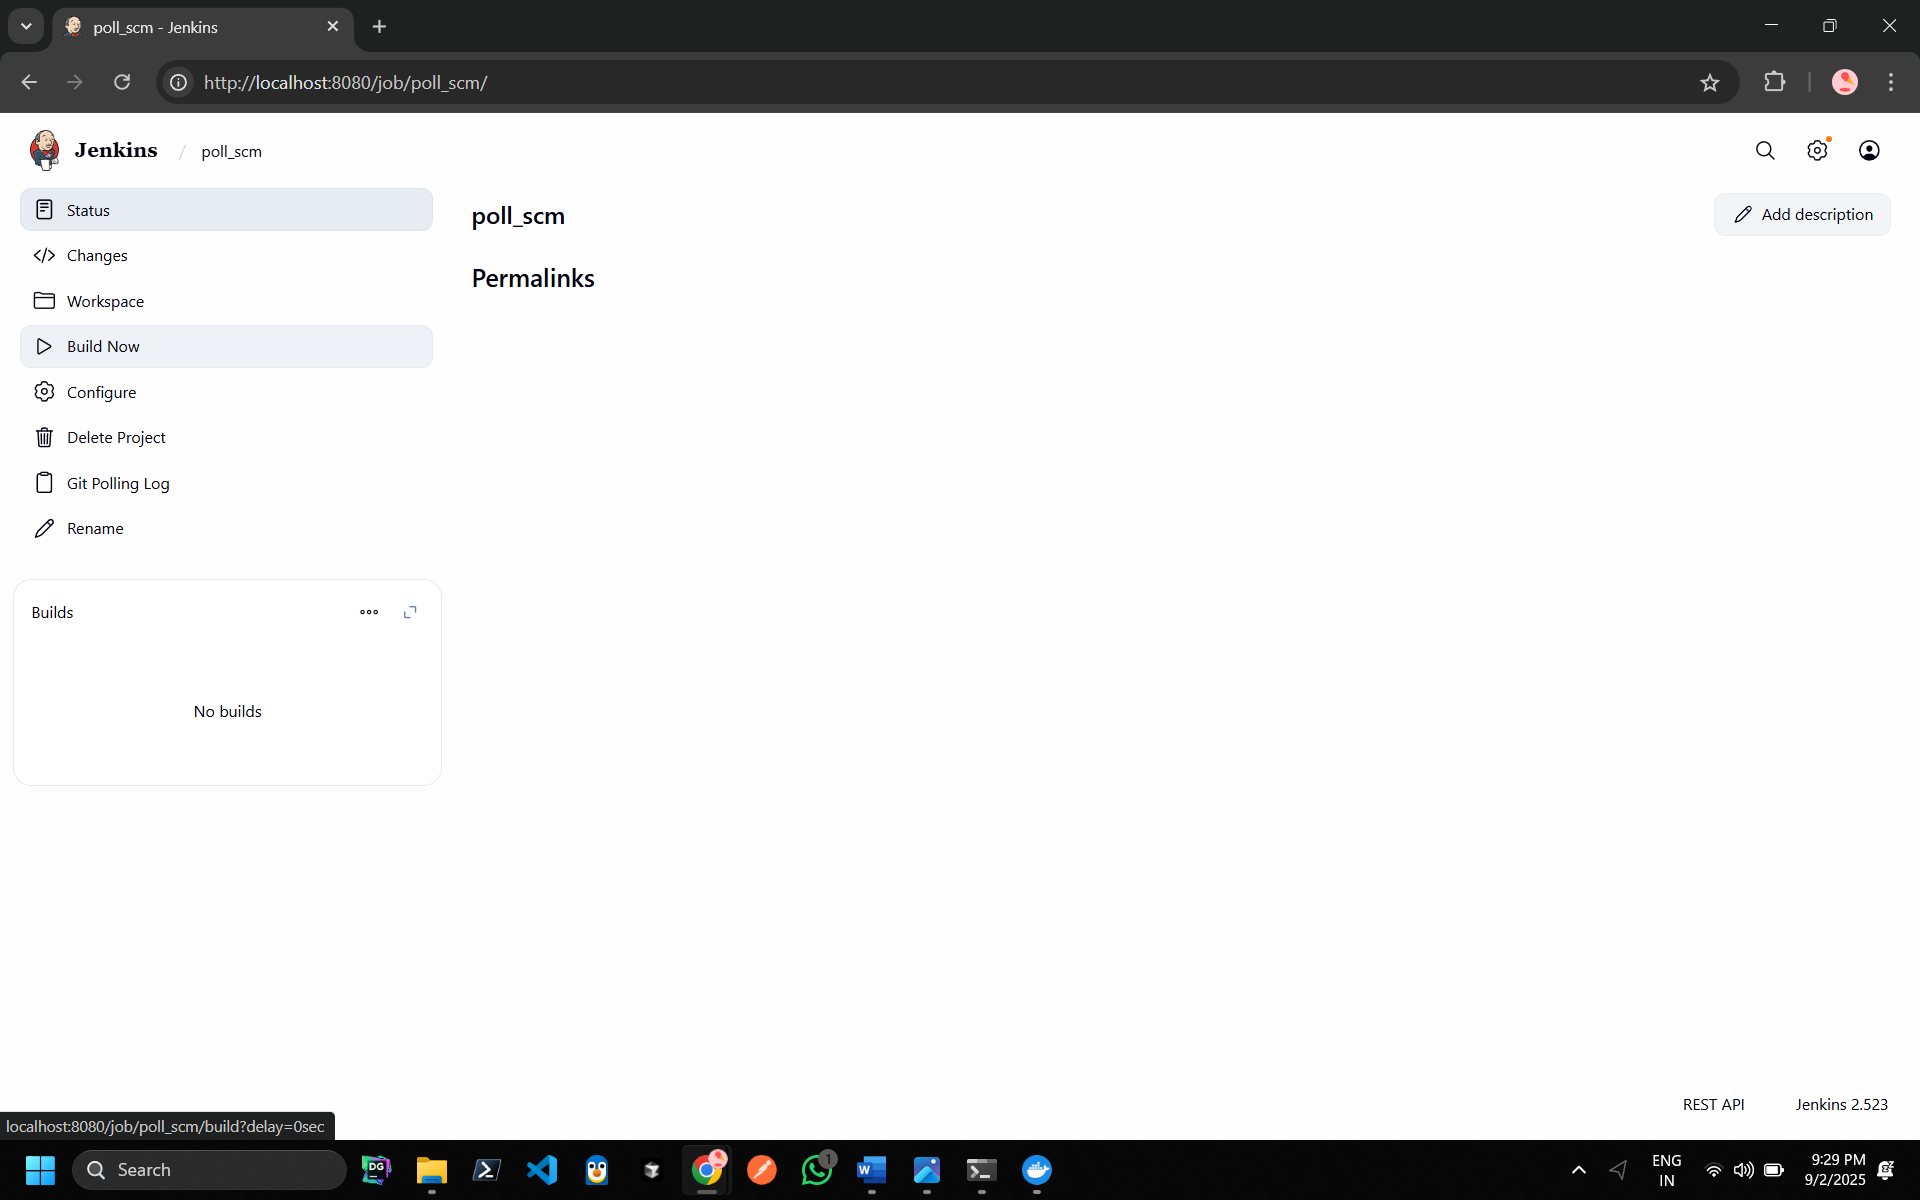 poll_scm - Jenkins
http://localhost:8080/job/poll_scm/
Jenkins / poll_scm
Status
Changes
Workspace
Build Now
Configure
Delete Project
Git Polling Log
Rename
poll_scm
Add description
Permalinks
Builds
No builds
REST API Jenkins 2.523
localhost:8080/job/poll_scm/build?delay=0sec
Search
DG
1
W
ENG
IN
9:29 PM
9/2/2025